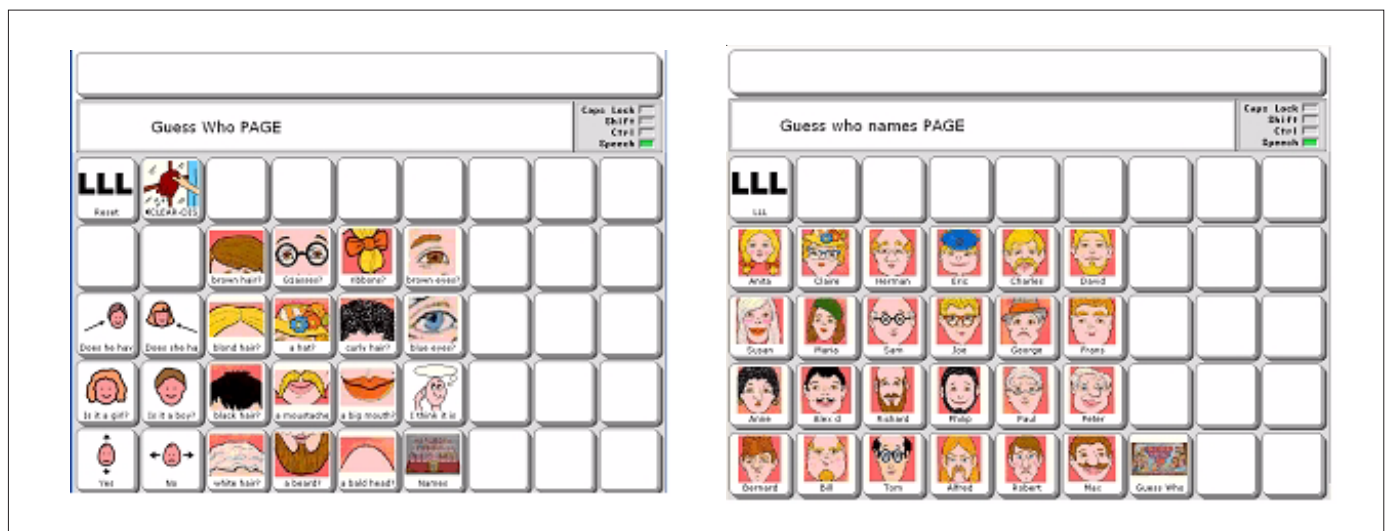 Guess Who PAGE
Caps Lock
Shift
Ctrl
Speech
LLL
Reset
brown hair? Glasses? ribbons? brown eyes?
Does he hav Does she ha blond hair? a hat? curly hair? blue eyes?
Is it a girl? Is it a boy? black hair? a moustache a big mouth? I think it is
Yes No white hair? a beard? a bald head? Names
Guess who names PAGE
Caps Lock
Shift
Ctrl
Speech
LLL
LLL
Anita Claire Herman Eric Charles David
Susan Maria Sam Joe George Frans
Anne Alex Richard Philip Paul Peter
Bernard Bill Tom Alfred Robert Max Guess Who